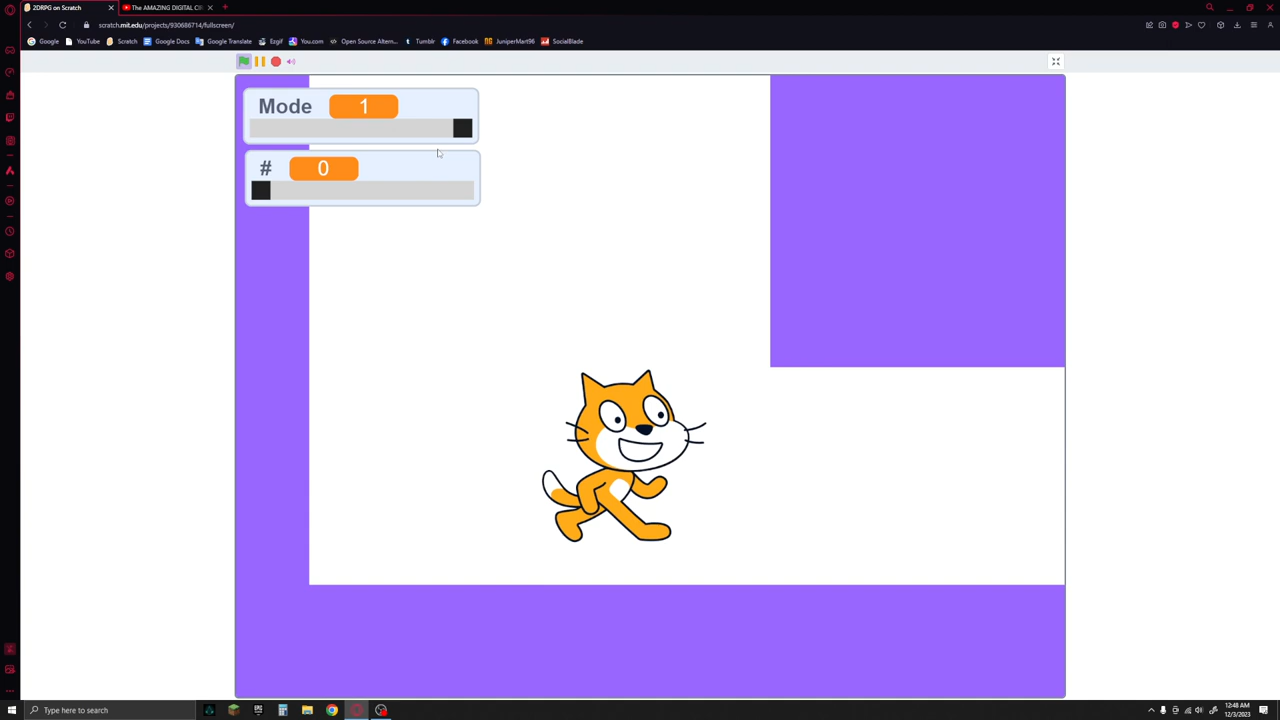 2DRPG on Scratch
The AMAZING DIGITAL CI
scratch.mit.edu/projects/930686714/fullscreen/
Google YouTube Scratch Google Docs Google Translate Ezgif You.com Open Source Altern... Tumblr Facebook JuniperMart96 SocialBlade
Mode 1
# 0
Type here to search
EPIC
12:48 AM
12/3/2023